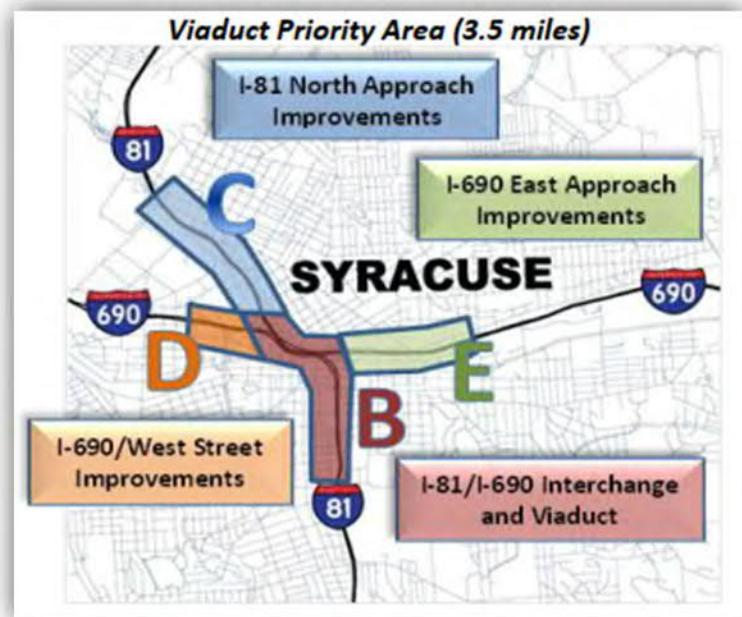 Viaduct Priority Area (3.5 miles)
I-81 North Approach
Improvements
81
C
I-690 East Approach
Improvements
SYRACUSE
690
690
D
E
B
I-690/West Street
Improvements
I-81/I-690 Interchange
and Viaduct
81